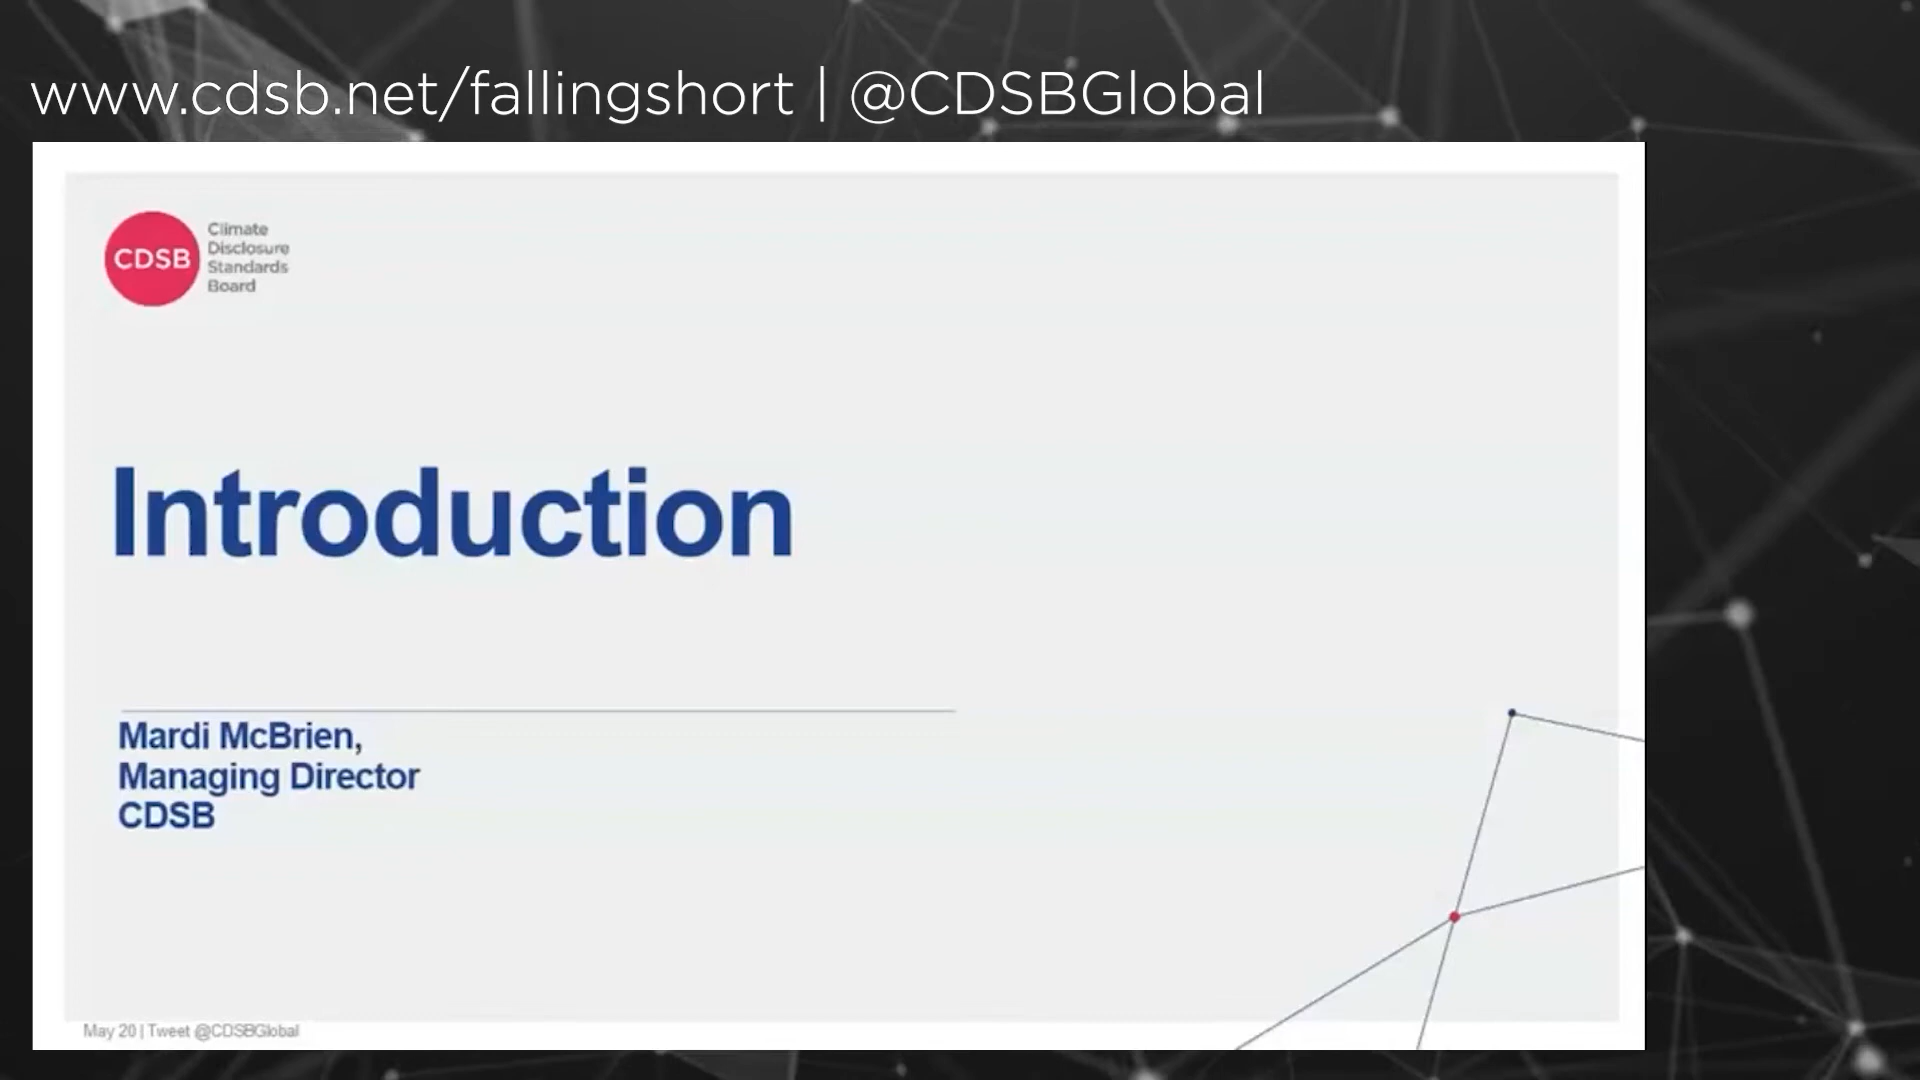 www.cdsb.net/fallingshort | @CDSBGlobal
CDSB
Climate
Disclosure
Standards
Board
Introduction
Mardi McBrien,
Managing Director
CDSB
May 20 | Tweet @CDSBGlobal